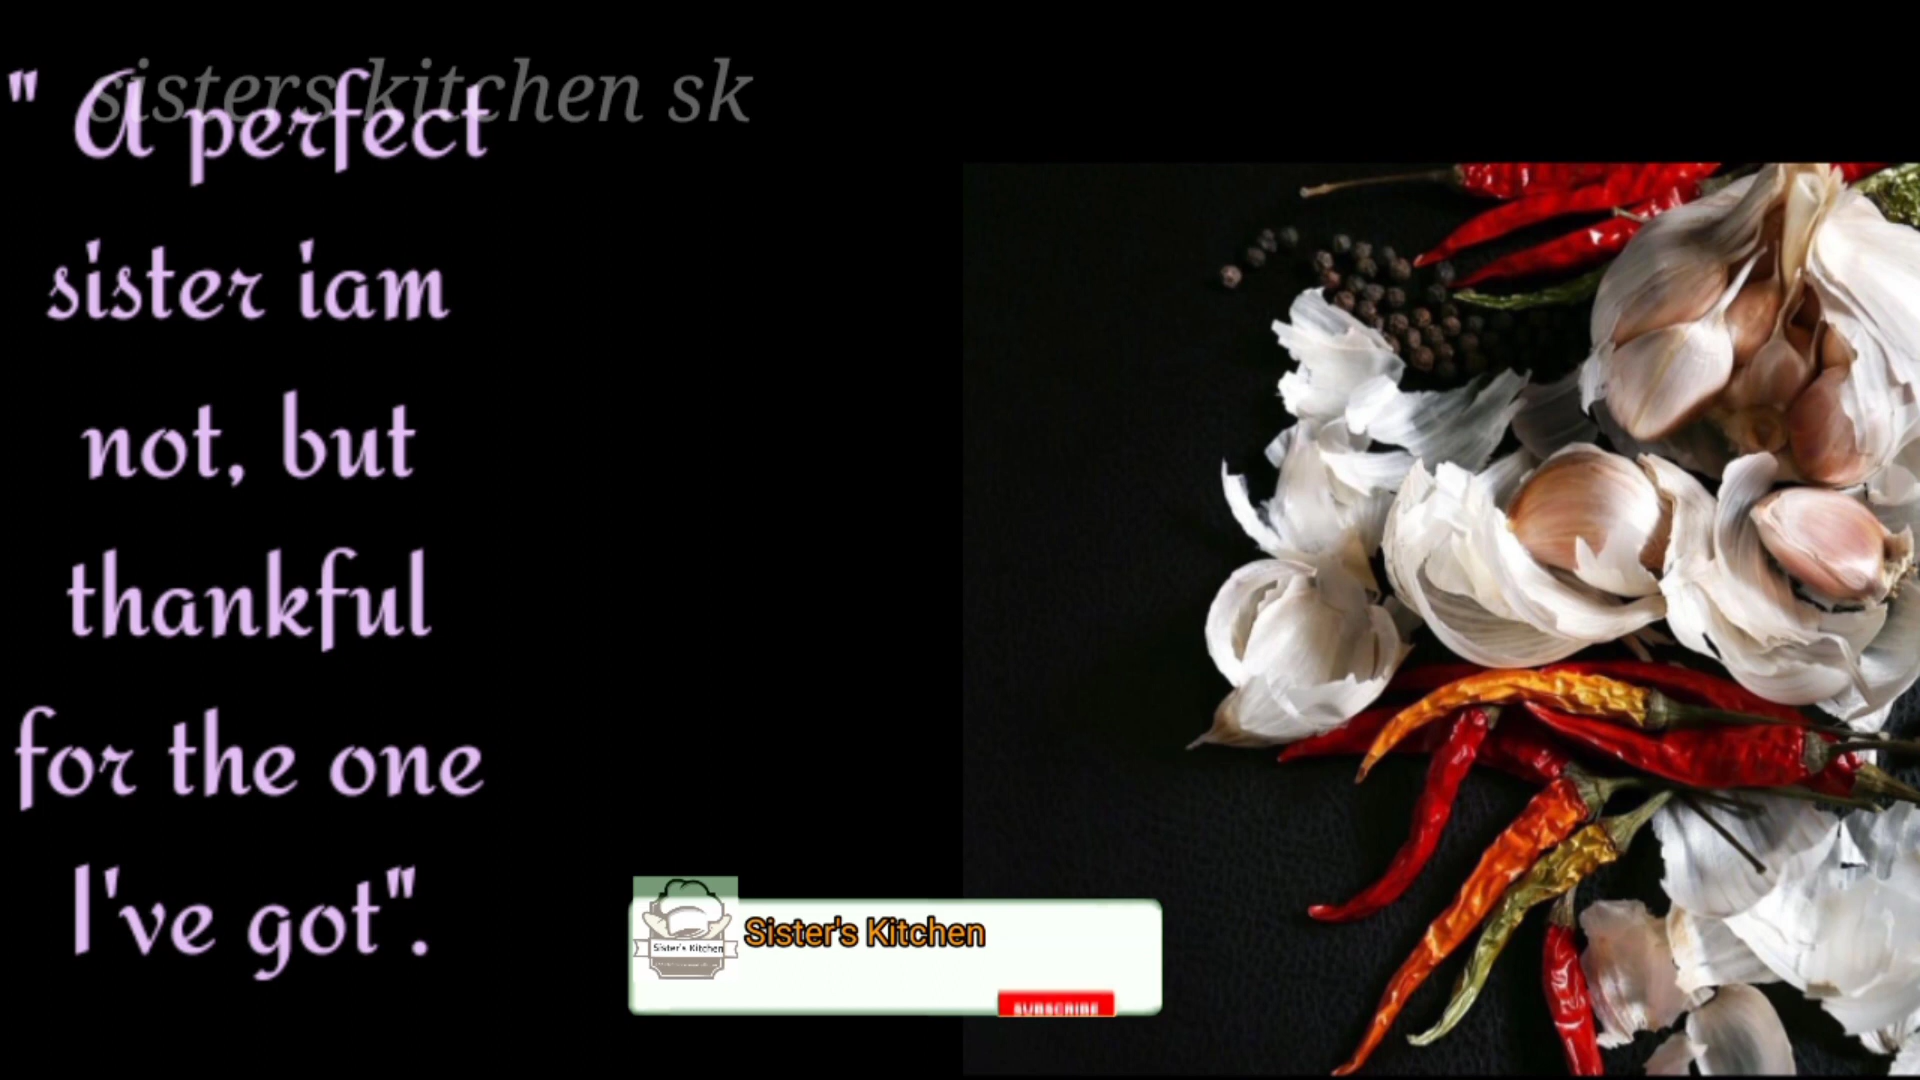 sisters kitchen sk
" A perfect
sister iam
not, but
thankful
for the one
I've got".
Sister's Kitchen
Sister's Kitchen
SUBSCRIBE